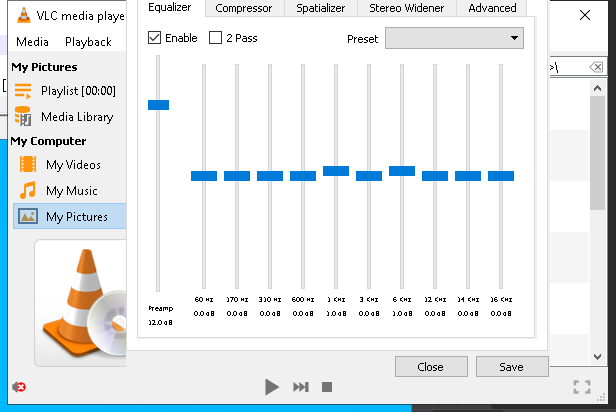 VLC media playe
Equalizer Compressor Spatializer Stereo Widener Advanced
Media Playback
Enable 2 Pass Preset
My Pictures
Playlist [00:00]
Media Library
My Computer
My Videos
My Music
My Pictures
60 KHz 170 KHz 310 KHz 600 KHz 1 KHz 3 KHz 6 KHz 12 KHz 14 KHz 16 KHz
Preamp
0.0 dB 0.0 dB 0.0 dB 0.0 dB 1.0 dB 0.0 dB 1.0 dB 0.0 dB 0.0 dB 0.0 dB
12.0 dB
Close Save